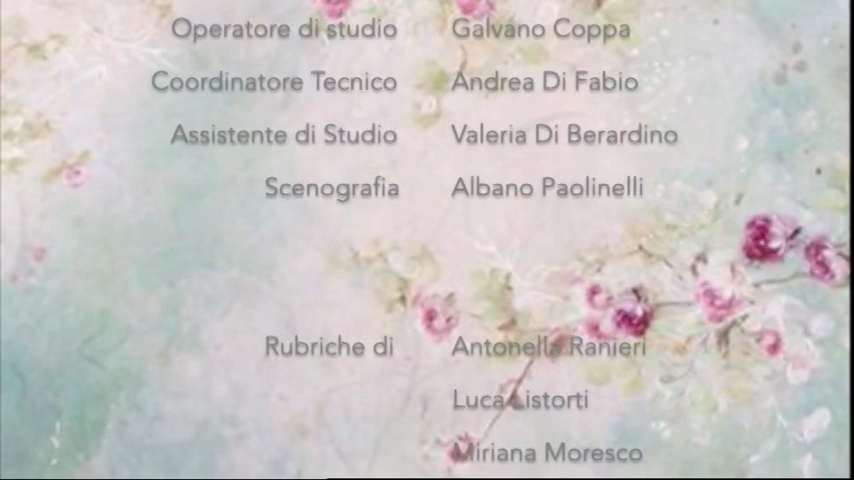 Operatore di studio Galvano Coppa
Coordinatore Tecnico Andrea Di Fabio
Assistente di Studio Valeria Di Berardino
Scenografia Albano Paolinelli
Rubriche di Antonella Ranieri
Luca Listorti
Miriana Moresco